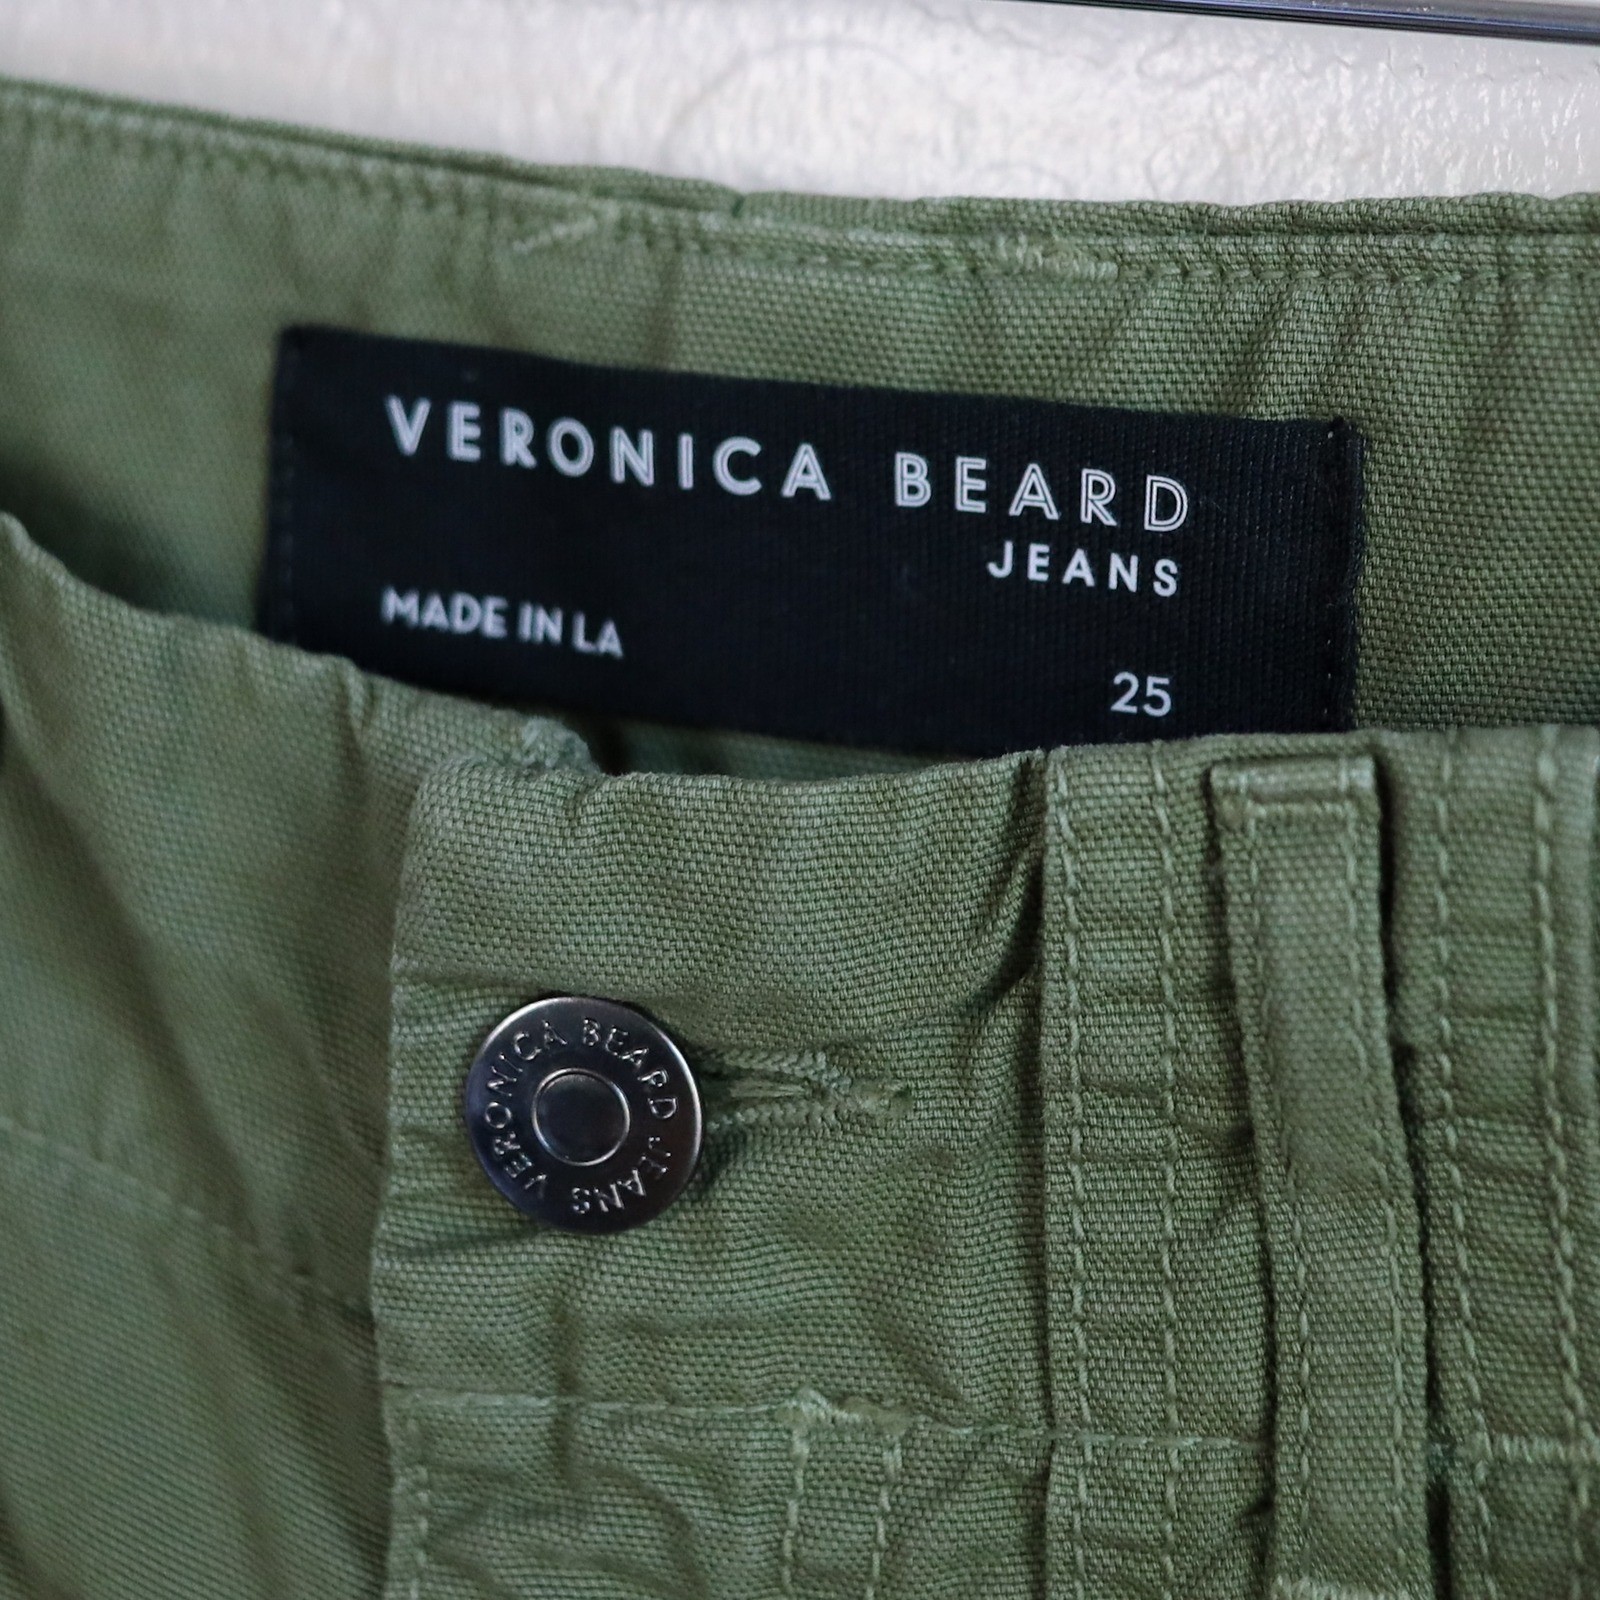 VERONICA BEARD
JEANS
MADE IN LA
25
VERONICA BEARD JEANS